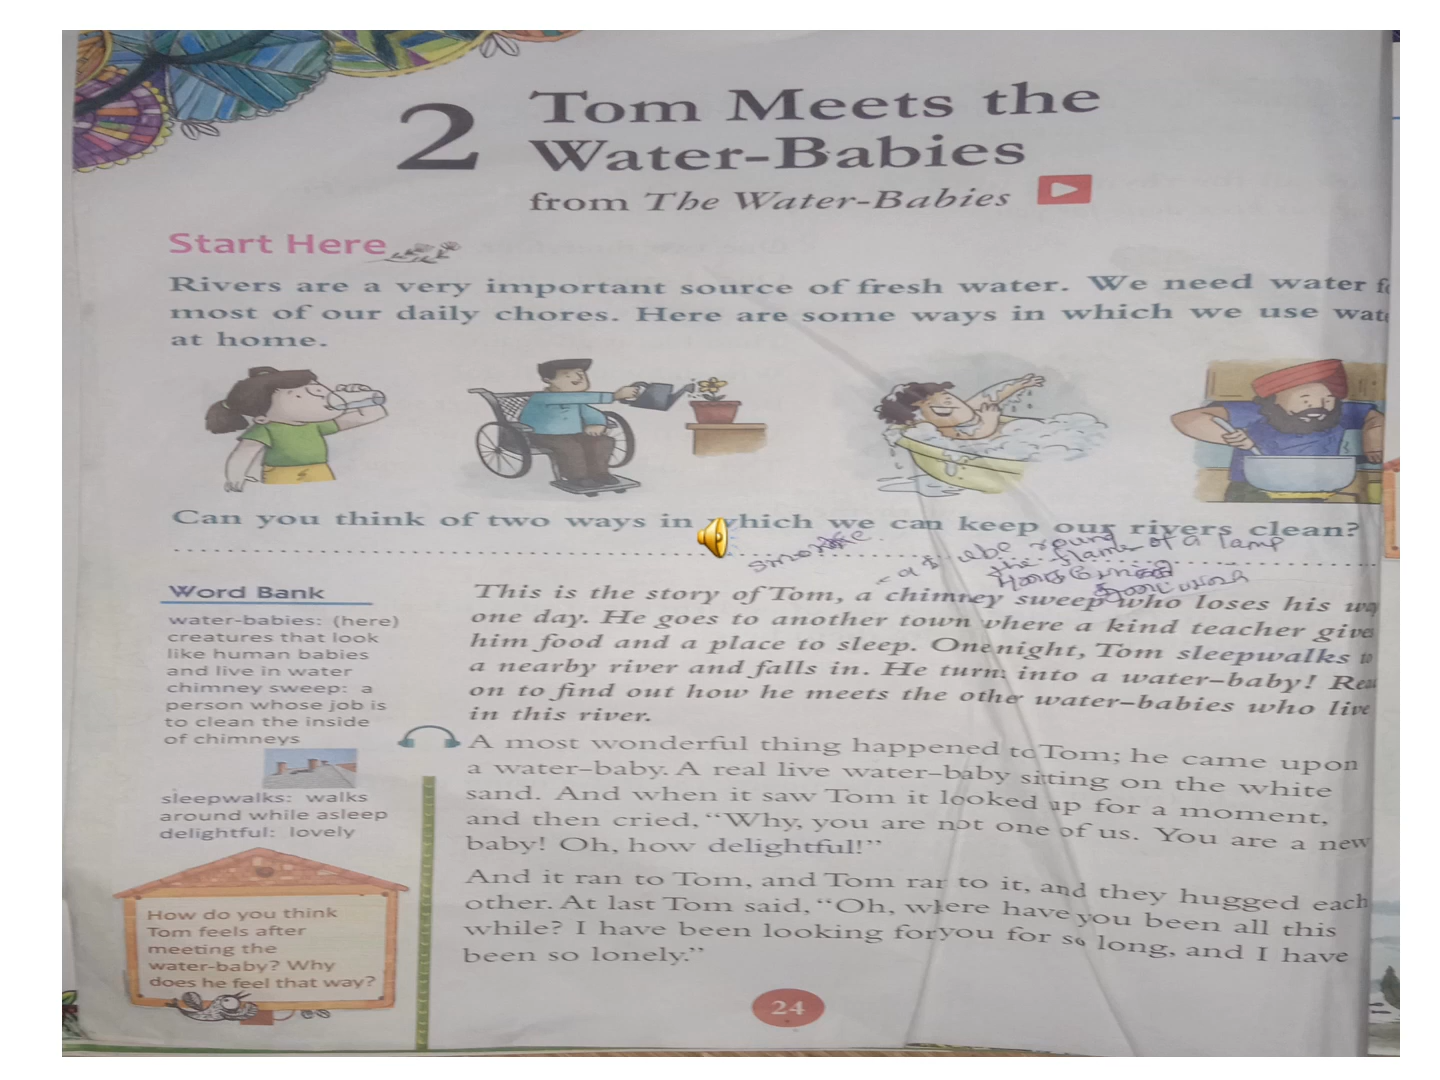 2
Tom Meets the
Water-Babies
from The Water-Babies
Start Here
Rivers are a very important source of fresh water. We need water
most of our daily chores. Here are some ways in which we use
at home.
Can you think of two ways in which we can keep our rivers clean?
round
the flame of a lamp
Word Bank
water-babies: (here)
creatures that look
like human babies
and live in water
chimney sweep: a
person whose job is
to clean the inside
of chimneys
sleepwalks: walks
around while asleep
delightful: lovely
How do you think
Tom feels after
meeting the
water-baby? Why
does he feel that way?
This is the story of Tom, a chimney sweep who loses his
one day. He goes to another town where a kind teacher gives
him food and a place to sleep. One night, Tom sleepwalks
a nearby river and falls in. He turns into a water-baby!
on to find out how he meets the other water-babies who live
in this river.
A most wonderful thing happened to Tom; he came upon
a water-baby. A real live water-baby sitting on the white
sand. And when it saw Tom it looked up for a moment,
and then cried, “Why, you are not one of us. You are a new
baby! Oh, how delightful!”
And it ran to Tom, and Tom ran to it, and they hugged each
other. At last Tom said, “Oh, where have you been all this
while? I have been looking for you for so long, and I have
been so lonely.”
24